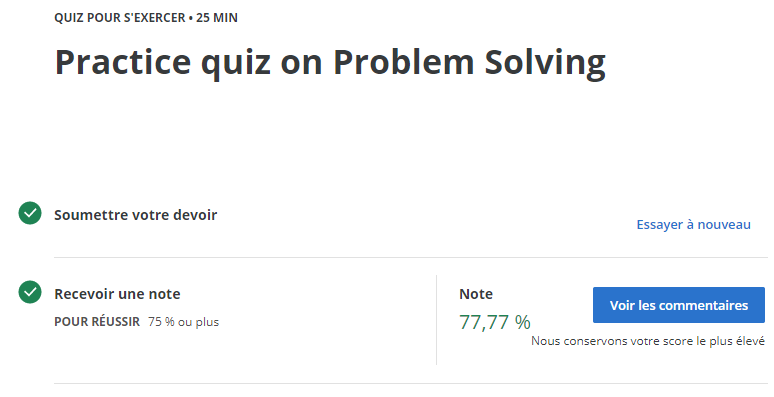 QUIZ POUR S'EXERCER • 25 MIN
Practice quiz on Problem Solving
Soumettre votre devoir
Essayer à nouveau
Recevoir une note
POUR RÉUSSIR 75 % ou plus
Note
77,77 %
Voir les commentaires
Nous conservons votre score le plus élevé